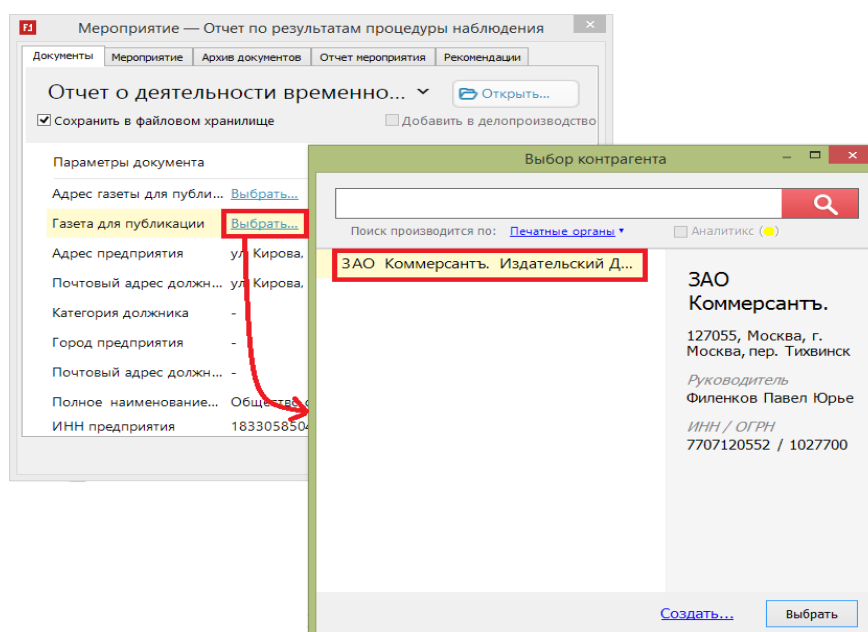 F1 Мероприятие — Отчет по результатам процедуры наблюдения
Документы Мероприятие Архив документов Отчет мероприятия Рекомендации
Отчет о деятельности временно... Открыть...
Сохранить в файловом хранилище Добавить в делопроизводство
Параметры документа
Адрес газеты для публи... Выбрать...
Газета для публикации Выбрать...
Адрес предприятия ул Кирова,
Почтовый адрес должн... ул Кирова,
Категория должника -
Город предприятия -
Почтовый адрес должн... -
Полное наименование... Общество
ИНН предприятия 1833058504
Выбор контрагента
Поиск производится по: Печатные органы Аналитикс ( )
ЗАО Коммерсантъ. Издательский Д...
ЗАО
Коммерсантъ.
127055, Москва, г.
Москва, пер. Тихвинск
Руководитель
Филенков Павел Юрье
ИНН / ОГРН
7707120552 / 1027700
Создать... Выбрать